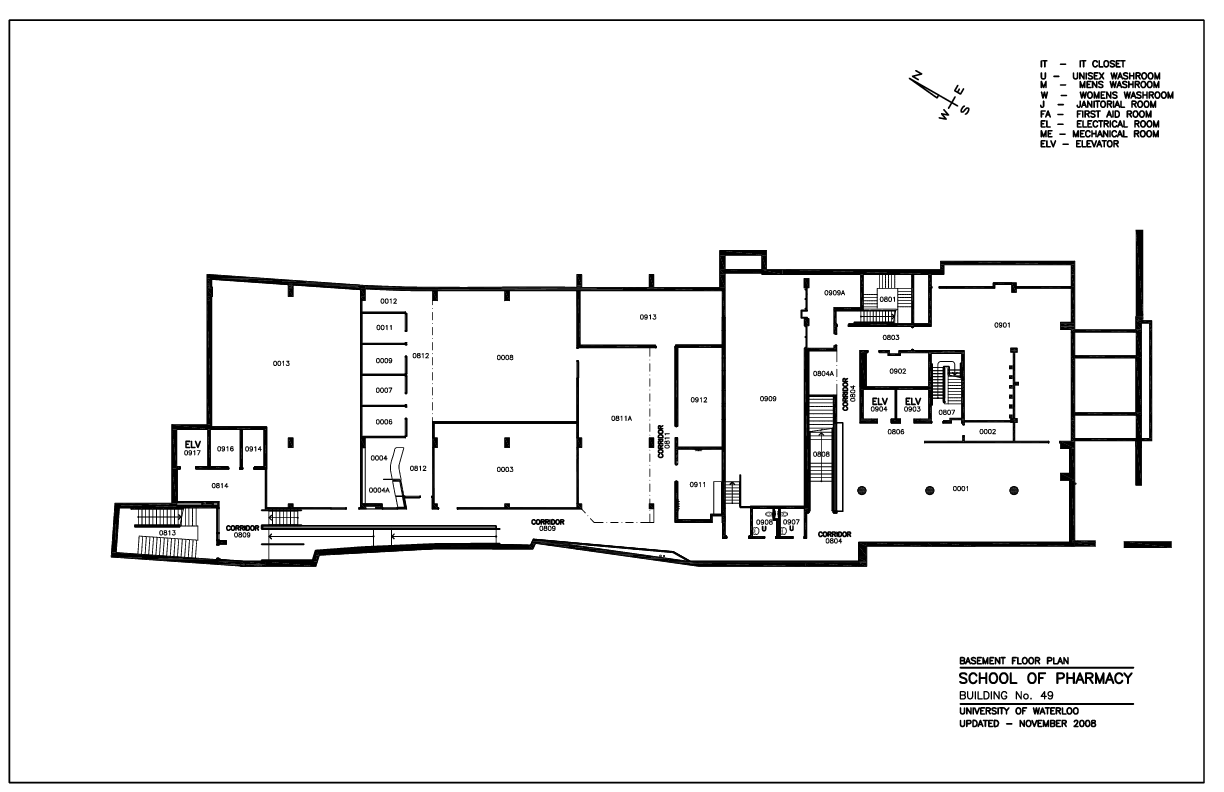 IT – IT CLOSET
U – UNISEX WASHROOM
M – MENS WASHROOM
W – WOMENS WASHROOM
J – JANITORIAL ROOM
FA – FIRST AID ROOM
EL – ELECTRICAL ROOM
ME – MECHANICAL ROOM
ELV – ELEVATOR
N
E
W
S
0909A
0801
0012
0011
0913
0901
0803
0009
0812
0008
0013
0902
0804A
CORRIDOR
0804
0007
0912
0909
ELV
0904
ELV
0903
0807
0006
0811A
0806
0002
CORRIDOR
0811
ELV
0917
0916
0914
0004
0812
0003
0808
0911
0001
0814
0004A
0813
CORRIDOR
0809
CORRIDOR
0809
0908
U
0907
U
CORRIDOR
0804
BASEMENT FLOOR PLAN
SCHOOL OF PHARMACY
BUILDING No. 49
UNIVERSITY OF WATERLOO
UPDATED – NOVEMBER 2008